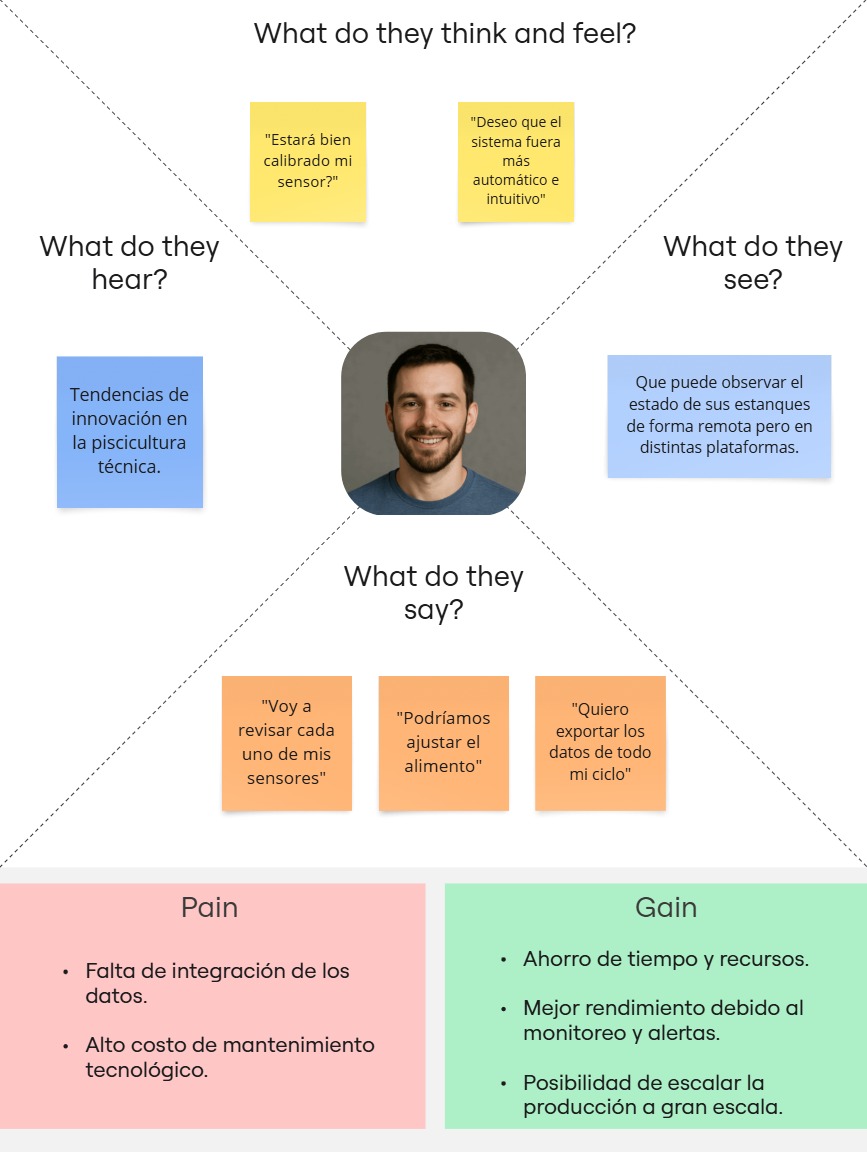 What do they think and feel?
"Estará bien
calibrado mi
sensor?"
"Deseo que el
sistema fuera
más
automático e
intuitivo"
What do they
hear?
Tendencias de
innovación en
la piscicultura
técnica.
What do they
see?
Que puede observar el
estado de sus estanques
de forma remota pero en
distintas plataformas.
What do they
say?
"Voy a
revisar cada
uno de mis
sensores"
"Podríamos
ajustar el
alimento"
"Quiero
exportar los
datos de todo
mi ciclo"
Pain
• Falta de integración de los
datos.
• Alto costo de mantenimiento
tecnológico.
Gain
• Ahorro de tiempo y recursos.
• Mejor rendimiento debido al
monitoreo y alertas.
• Posibilidad de escalar la
producción a gran escala.